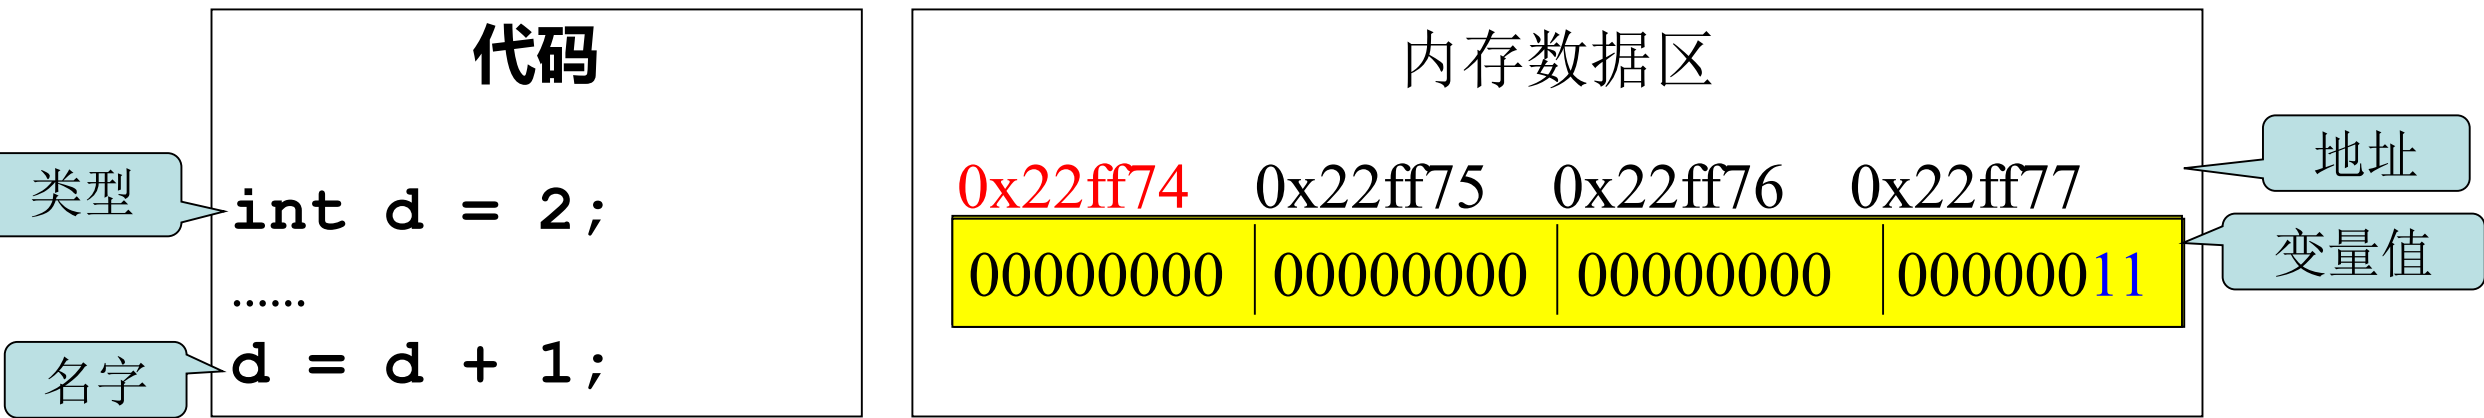 代码
类型
int d = 2;
……
名字
d = d + 1;
内存数据区
地址
0x22ff74 0x22ff75 0x22ff76 0x22ff77
00000000 00000000 00000000 00000011
变量值